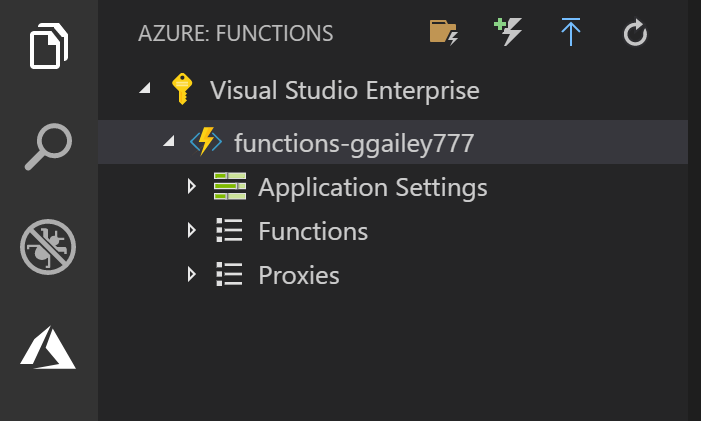 AZURE: FUNCTIONS
Visual Studio Enterprise
functions-ggailey777
Application Settings
Functions
Proxies